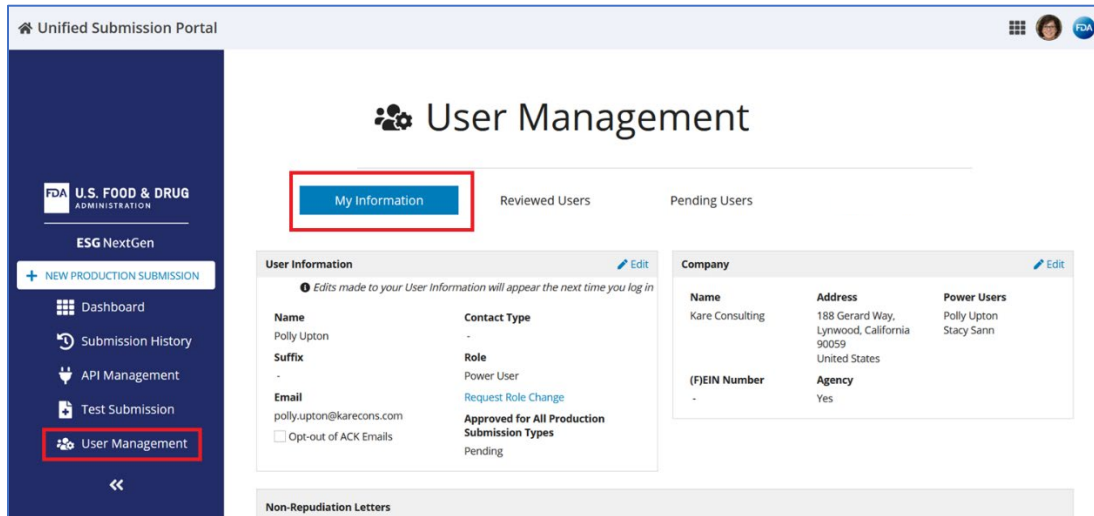 Unified Submission Portal
FDA
User Management
FDA U.S. FOOD & DRUG
ADMINISTRATION
ESG NextGen
+ NEW PRODUCTION SUBMISSION
Dashboard
Submission History
API Management
Test Submission
User Management
«
My Information Reviewed Users Pending Users
User Information Edit
Edits made to your User Information will appear the next time you log in
Name Contact Type
Polly Upton -
Suffix Role
- Power User
Email Request Role Change
polly.upton@karecons.com Approved for All Production
Opt-out of ACK Emails Submission Types
Pending
Company Edit
Name Address Power Users
Kare Consulting 188 Gerard Way, Polly Upton
Lynwood, California Stacy Sann
90059
United States
(F)EIN Number Agency
- Yes
Non-Repudiation Letters